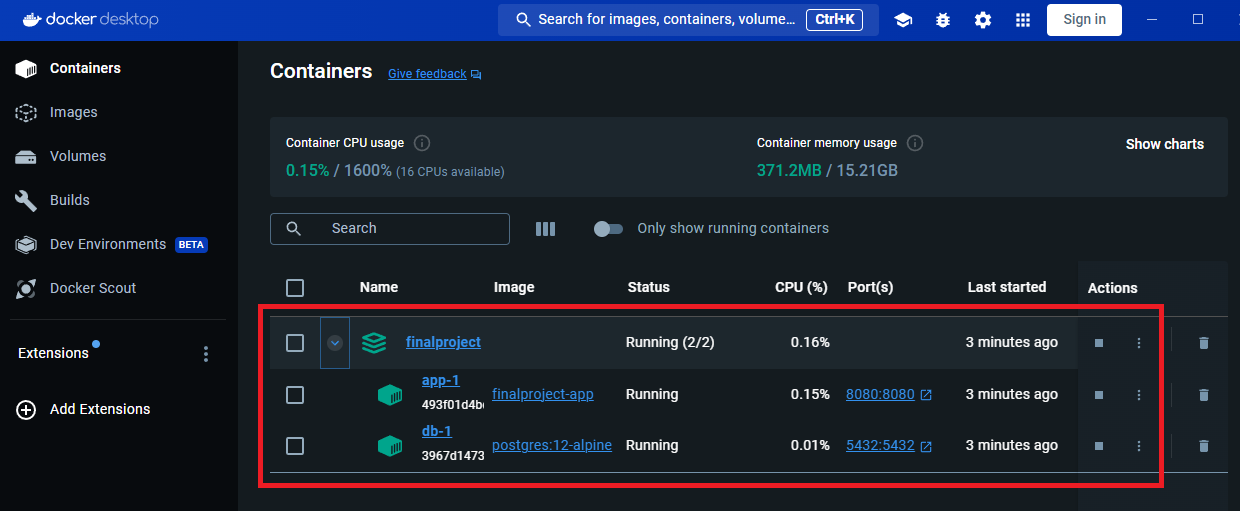 docker desktop
Search for images, containers, volume... Ctrl+K
Sign in
Containers
Images
Volumes
Builds
Dev Environments BETA
Docker Scout
Extensions
Add Extensions
Containers Give feedback
Container CPU usage
0.15% / 1600% (16 CPUs available)
Container memory usage
371.2MB / 15.21GB
Show charts
Search
Only show running containers
Name Image Status CPU (%) Port(s) Last started Actions
finalproject Running (2/2) 0.16% 3 minutes ago
app-1
493f01d4b finalproject-app Running 0.15% 8080:8080 3 minutes ago
db-1
3967d1473 postgres:12-alpine Running 0.01% 5432:5432 3 minutes ago